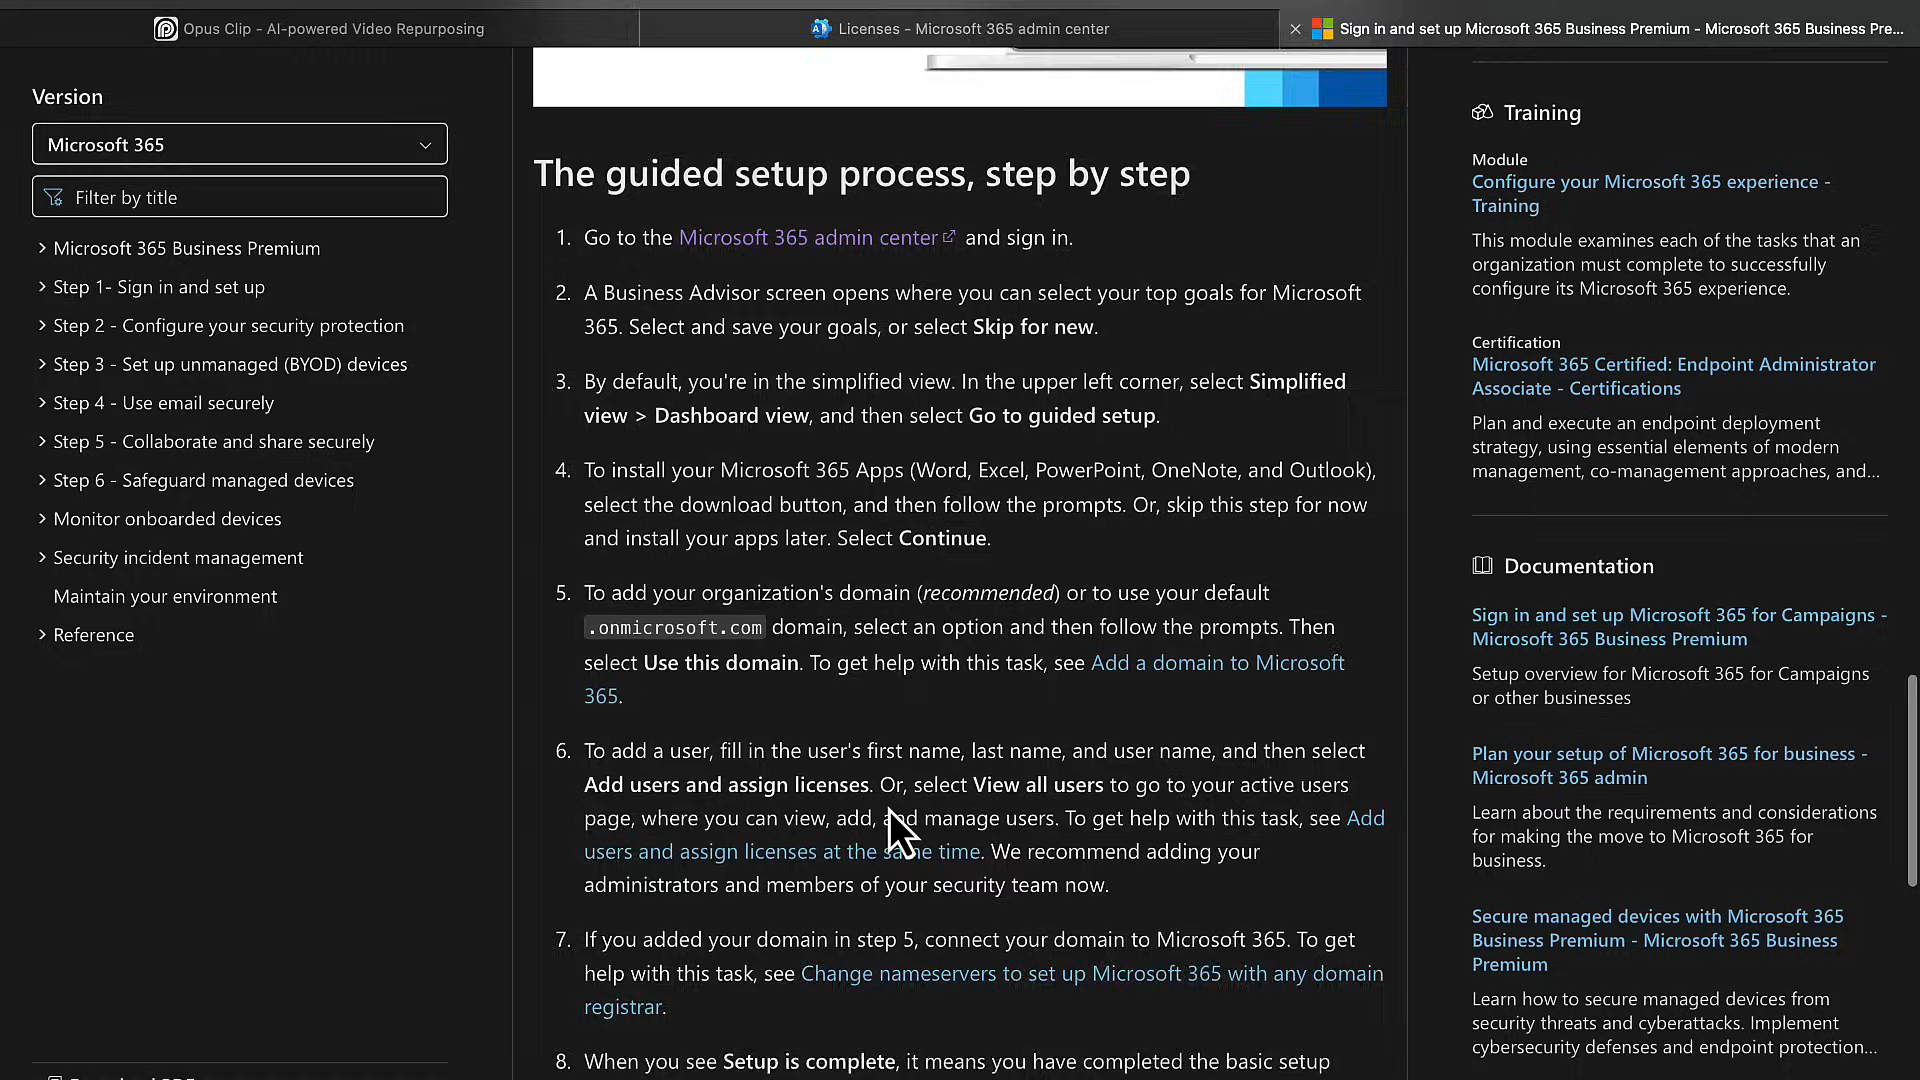 Opus Clip - AI-powered Video Repurposing
Licenses - Microsoft 365 admin center
Sign in and set up Microsoft 365 Business Premium - Microsoft 365 Business Pre...
Version
Microsoft 365
Filter by title
Microsoft 365 Business Premium
Step 1- Sign in and set up
Step 2 - Configure your security protection
Step 3 - Set up unmanaged (BYOD) devices
Step 4 - Use email securely
Step 5 - Collaborate and share securely
Step 6 - Safeguard managed devices
Monitor onboarded devices
Security incident management
Maintain your environment
Reference
The guided setup process, step by step
1. Go to the Microsoft 365 admin center and sign in.
2. A Business Advisor screen opens where you can select your top goals for Microsoft
365. Select and save your goals, or select Skip for new.
3. By default, you're in the simplified view. In the upper left corner, select Simplified
view > Dashboard view, and then select Go to guided setup.
4. To install your Microsoft 365 Apps (Word, Excel, PowerPoint, OneNote, and Outlook),
select the download button, and then follow the prompts. Or, skip this step for now
and install your apps later. Select Continue.
5. To add your organization's domain (recommended) or to use your default
.onmicrosoft.com domain, select an option and then follow the prompts. Then
select Use this domain. To get help with this task, see Add a domain to Microsoft
365.
6. To add a user, fill in the user's first name, last name, and user name, and then select
Add users and assign licenses. Or, select View all users to go to your active users
page, where you can view, add, and manage users. To get help with this task, see Add
users and assign licenses at the same time. We recommend adding your
administrators and members of your security team now.
7. If you added your domain in step 5, connect your domain to Microsoft 365. To get
help with this task, see Change nameservers to set up Microsoft 365 with any domain
registrar.
8. When you see Setup is complete, it means you have completed the basic setup
Training
Module
Configure your Microsoft 365 experience -
Training
This module examines each of the tasks that an
organization must complete to successfully
configure its Microsoft 365 experience.
Certification
Microsoft 365 Certified: Endpoint Administrator
Associate - Certifications
Plan and execute an endpoint deployment
strategy, using essential elements of modern
management, co-management approaches, and...
Documentation
Sign in and set up Microsoft 365 for Campaigns -
Microsoft 365 Business Premium
Setup overview for Microsoft 365 for Campaigns
or other businesses
Plan your setup of Microsoft 365 for business -
Microsoft 365 admin
Learn about the requirements and considerations
for making the move to Microsoft 365 for
business.
Secure managed devices with Microsoft 365
Business Premium - Microsoft 365 Business
Premium
Learn how to secure managed devices from
security threats and cyberattacks. Implement
cybersecurity defenses and endpoint protection...